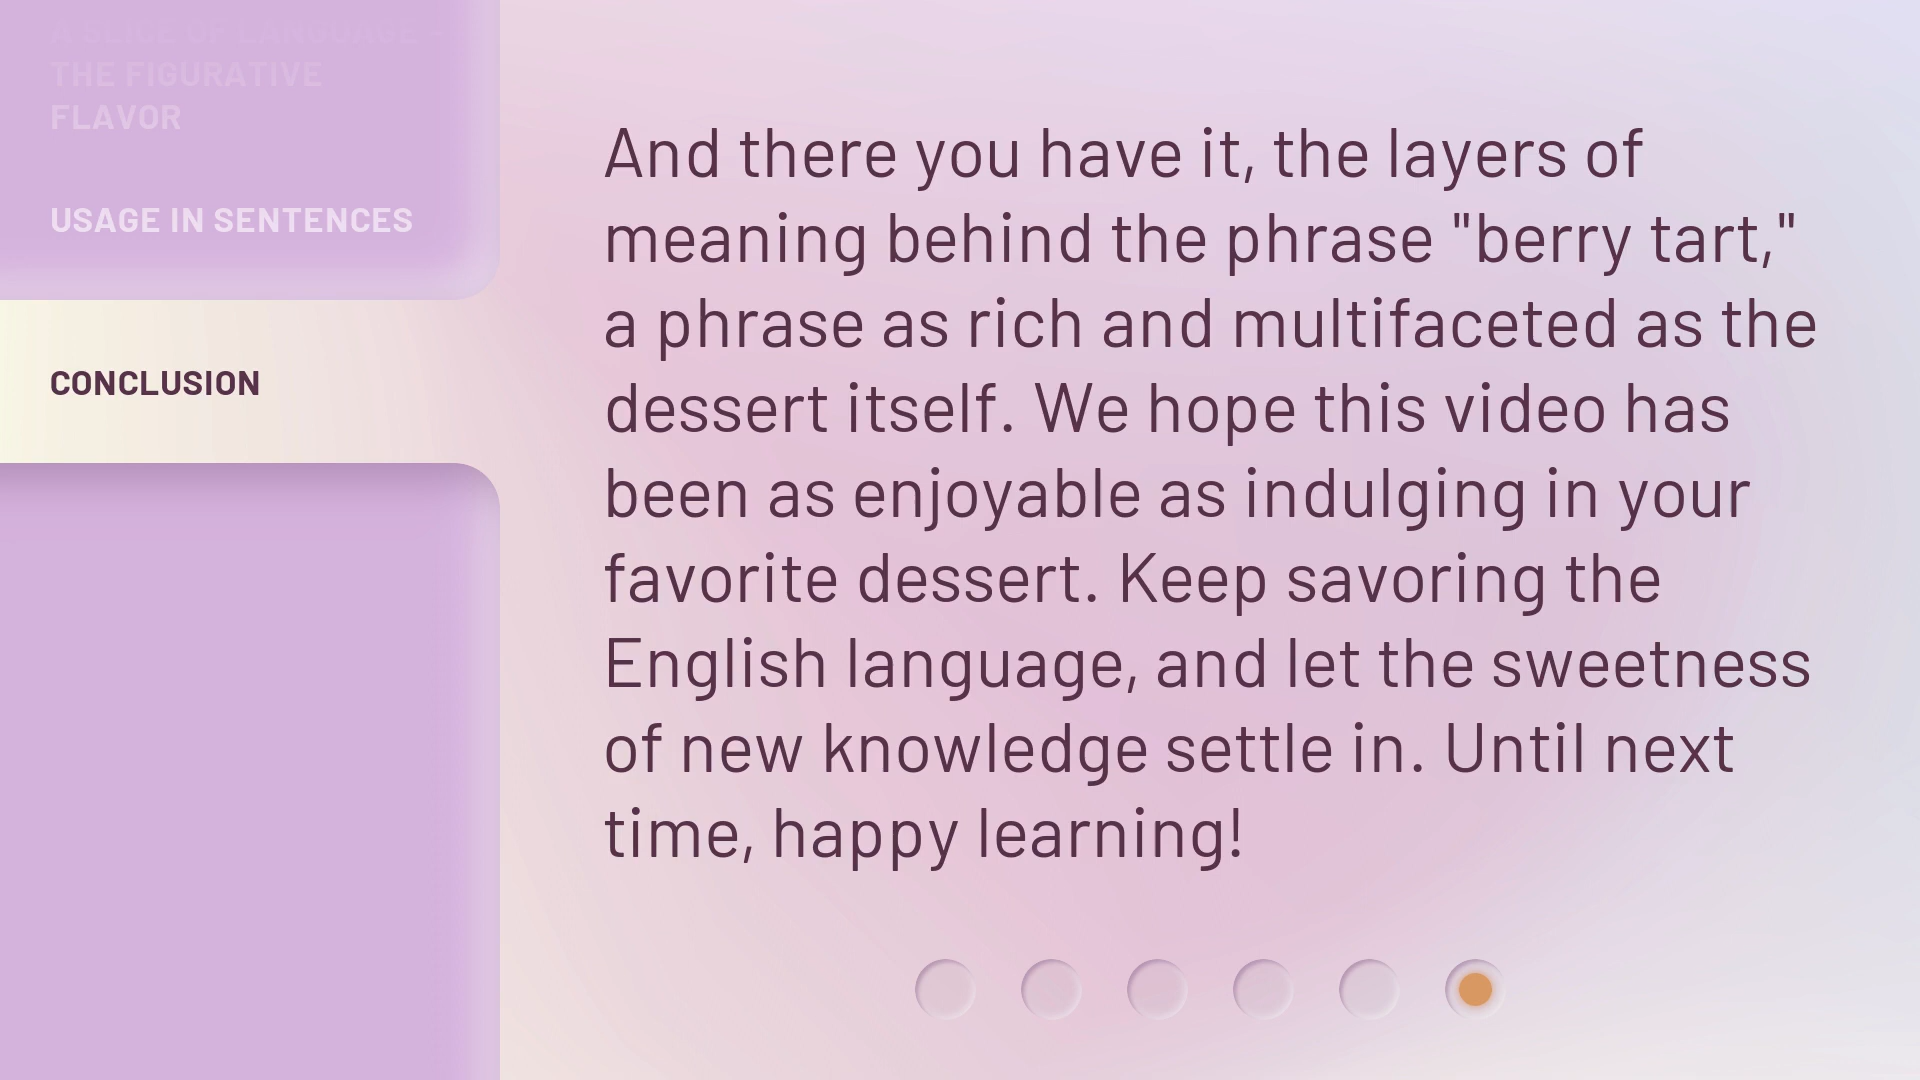 A SLICE OF LANGUAGE -
THE FIGURATIVE
FLAVOR
USAGE IN SENTENCES
CONCLUSION
And there you have it, the layers of
meaning behind the phrase "berry tart,"
a phrase as rich and multifaceted as the
dessert itself. We hope this video has
been as enjoyable as indulging in your
favorite dessert. Keep savoring the
English language, and let the sweetness
of new knowledge settle in. Until next
time, happy learning!